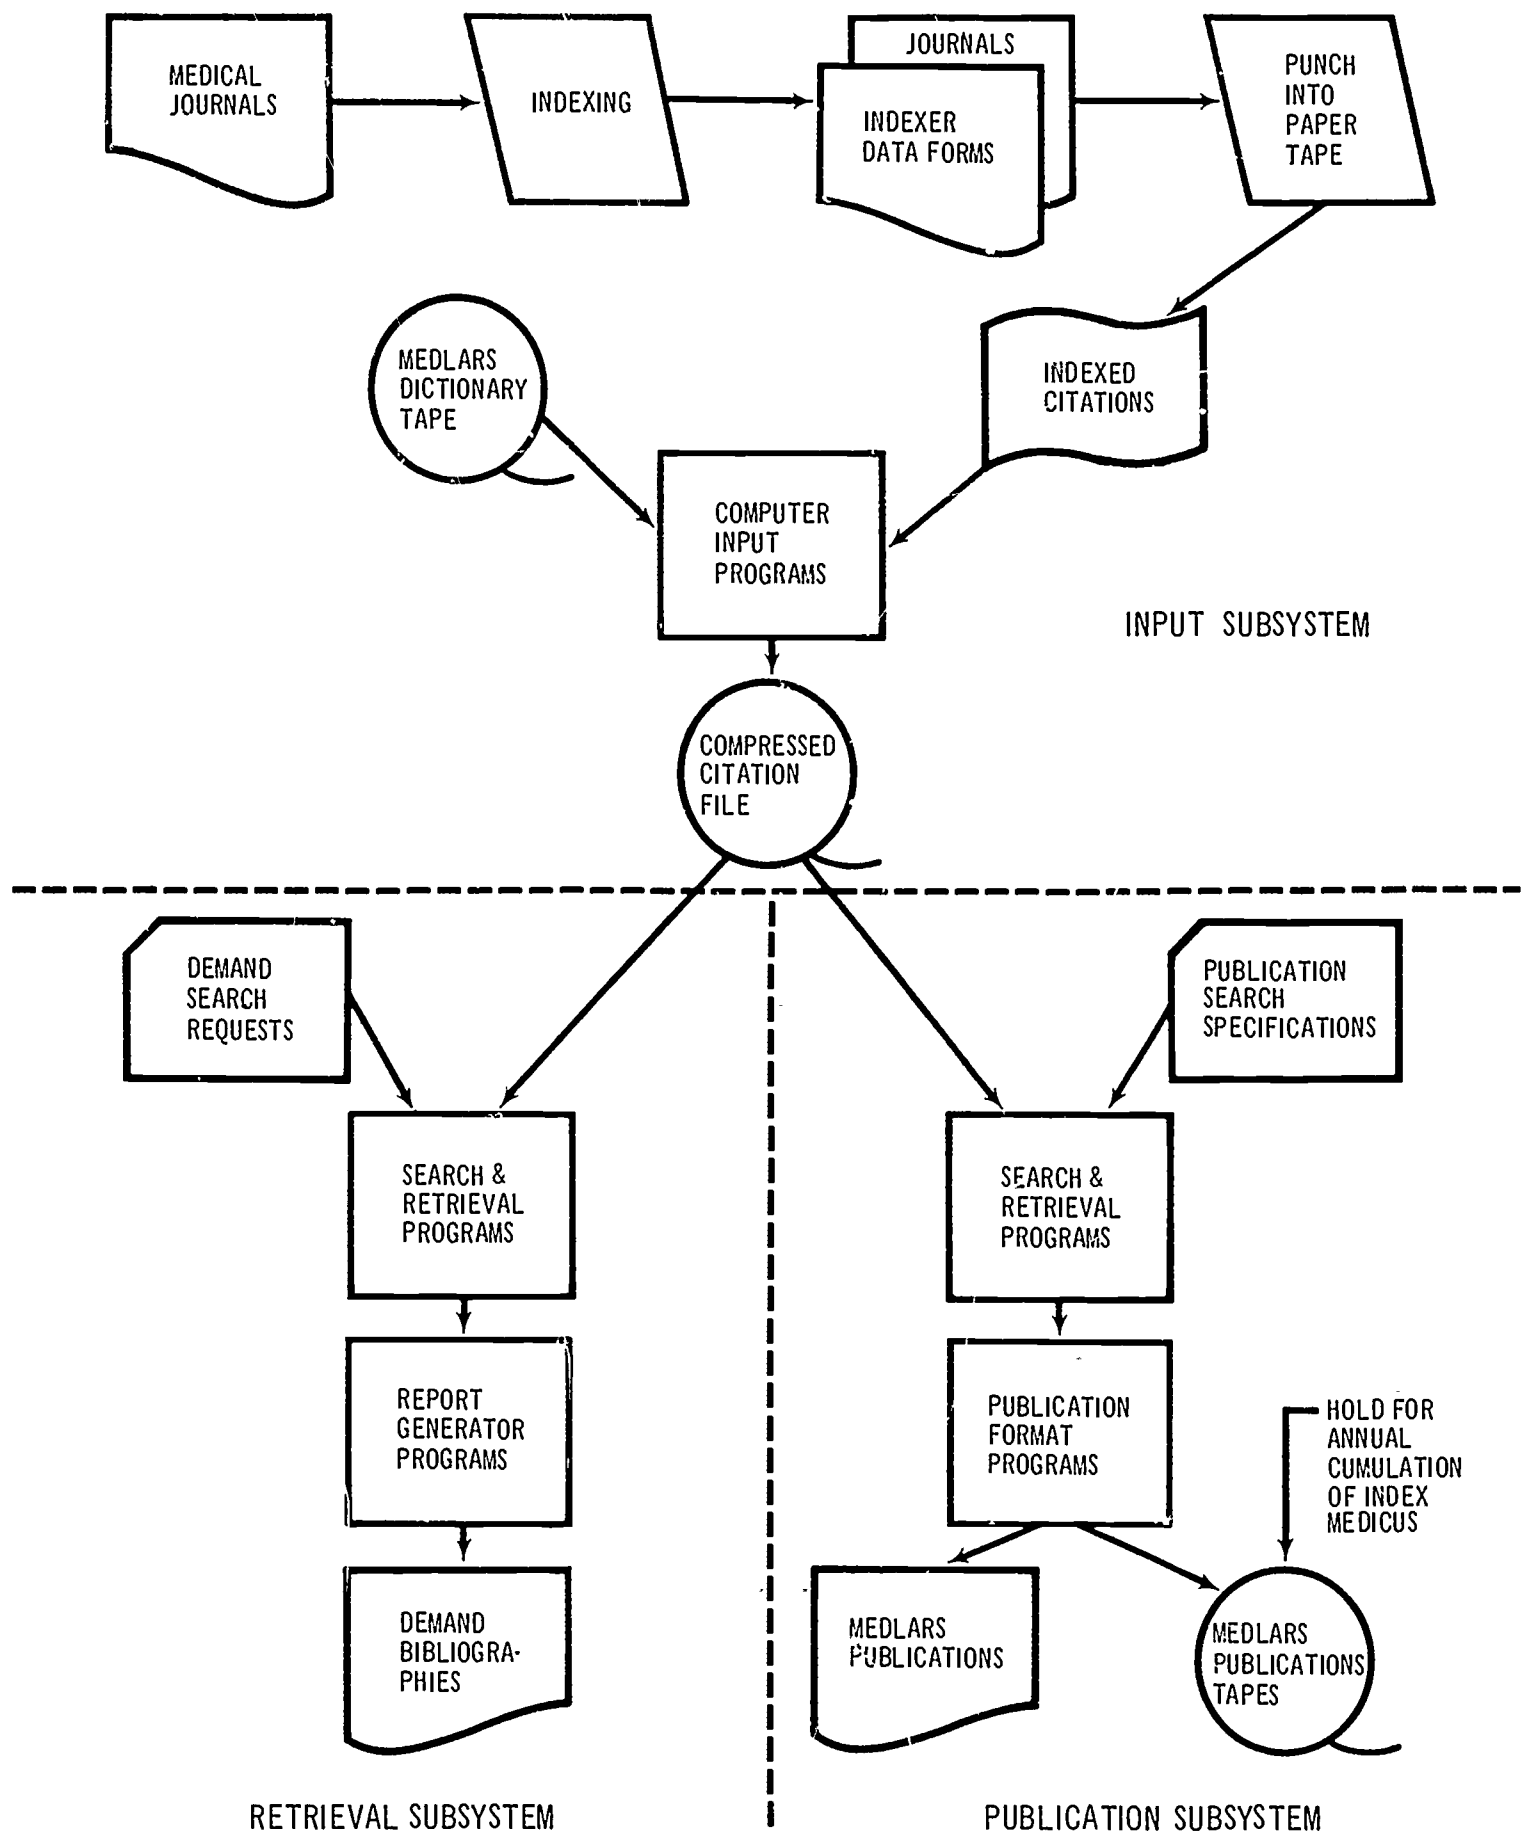 MEDICAL
JOURNALS
INDEXING
JOURNALS
INDEXER
DATA FORMS
PUNCH
INTO
PAPER
TAPE
MEDLARS
DICTIONARY
TAPE
INDEXED
CITATIONS
COMPUTER
INPUT
PROGRAMS
INPUT SUBSYSTEM
COMPRESSED
CITATION
FILE
DEMAND
SEARCH
REQUESTS
PUBLICATION
SEARCH
SPECIFICATIONS
SEARCH &
RETRIEVAL
PROGRAMS
SEARCH &
RETRIEVAL
PROGRAMS
REPORT
GENERATOR
PROGRAMS
PUBLICATION
FORMAT
PROGRAMS
HOLD FOR
ANNUAL
CUMULATION
OF INDEX
MEDICUS
DEMAND
BIBLIOGRA-
PHIES
MEDLARS
PUBLICATIONS
MEDLARS
PUBLICATIONS
TAPES
RETRIEVAL SUBSYSTEM
PUBLICATION SUBSYSTEM